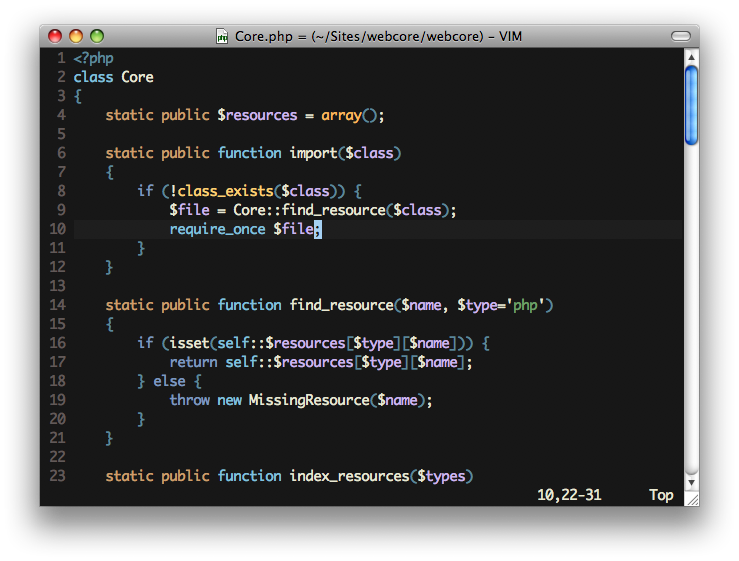 Core.php = (~/Sites/webcore/webcore) – VIM
1 <?php
2 class Core
3 {
4     static public $resources = array();
5
6     static public function import($class)
7     {
8         if (!class_exists($class)) {
9             $file = Core::find_resource($class);
10             require_once $file;
11         }
12     }
13
14     static public function find_resource($name, $type='php')
15     {
16         if (isset(self::$resources[$type][$name])) {
17             return self::$resources[$type][$name];
18         } else {
19             throw new MissingResource($name);
20         }
21     }
22
23     static public function index_resources($types)
10,22-31 Top